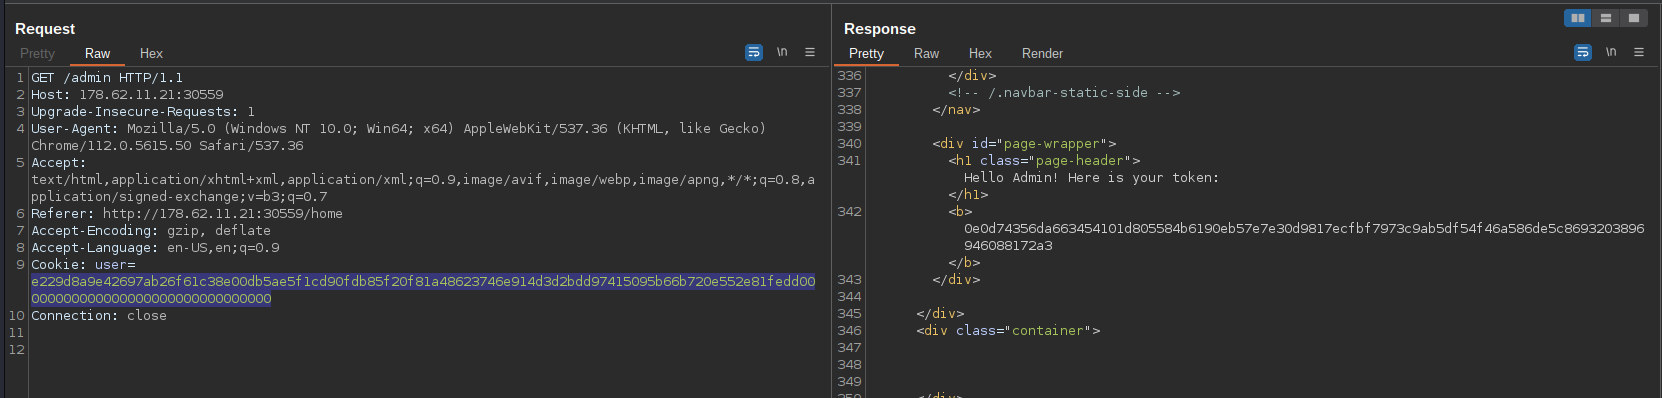 Request
Pretty Raw Hex
\n
1 GET /admin HTTP/1.1
2 Host: 178.62.11.21:30559
3 Upgrade-Insecure-Requests: 1
4 User-Agent: Mozilla/5.0 (Windows NT 10.0; Win64; x64) AppleWebKit/537.36 (KHTML, like Gecko)
Chrome/112.0.5615.50 Safari/537.36
5 Accept:
text/html,application/xhtml+xml,application/xml;q=0.9,image/avif,image/webp,image/apng,*/*;q=0.8,a
pplication/signed-exchange;v=b3;q=0.7
6 Referer: http://178.62.11.21:30559/home
7 Accept-Encoding: gzip, deflate
8 Accept-Language: en-US,en;q=0.9
9 Cookie: user=
e229d8a9e42697ab26f61c38e00db5ae5f1cd90fdb85f20f81a48623746e914d3d2bdd97415095b66b720e552e81fedd00
000000000000000000000000000000
10 Connection: close
11
12
Response
Pretty Raw Hex Render
\n
336 </div>
337 <!-- /.navbar-static-side -->
338 </nav>
339
340 <div id="page-wrapper">
341 <h1 class="page-header">
Hello Admin! Here is your token:
</h1>
342 <b>
0e0d74356da663454101d805584b6190eb57e7e30d9817ecfbf7973c9ab5df54f46a586de5c8693203896
946088172a3
</b>
343 </div>
344
345 </div>
346 <div class="container">
347
348
349
350 </div>